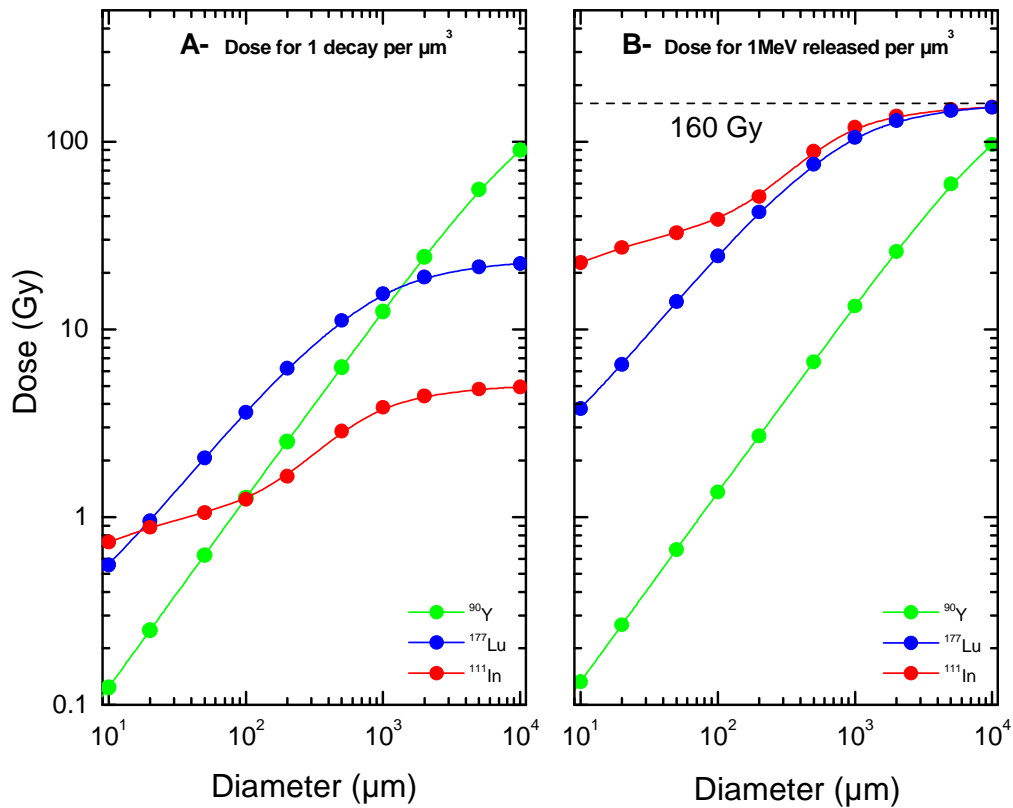 A- Dose for 1 decay per µm³
B- Dose for 1MeV released per µm³
160 Gy
Dose (Gy)
100
10
1
0.1
⁹⁰Y
¹⁷⁷Lu
¹¹¹In
⁹⁰Y
¹⁷⁷Lu
¹¹¹In
10¹ 10² 10³ 10⁴
10¹ 10² 10³ 10⁴
Diameter (µm)
Diameter (µm)